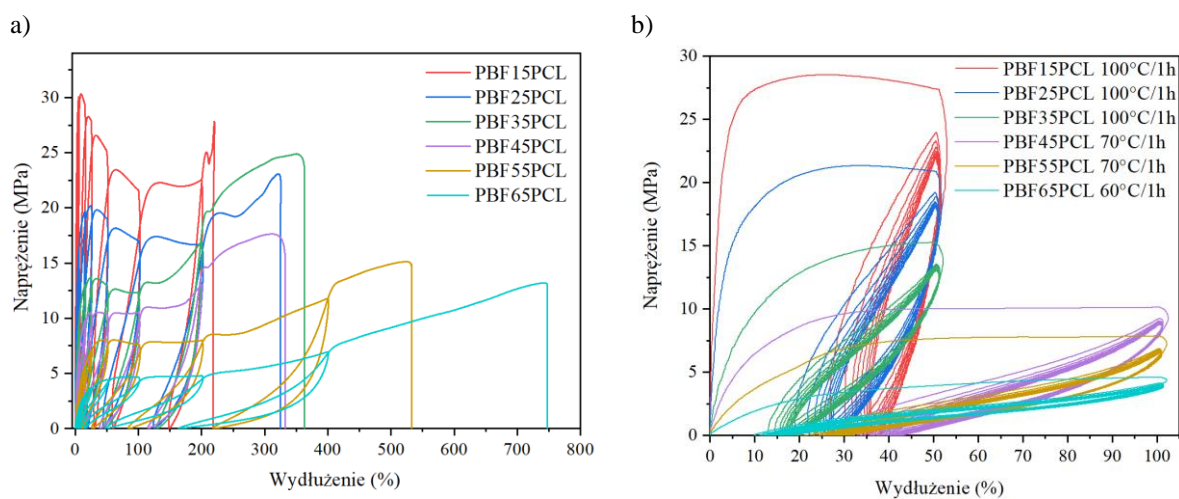 a)
b)
PBF15PCL
PBF25PCL
PBF35PCL
PBF45PCL
PBF55PCL
PBF65PCL
Naprężenie (MPa)
30
25
20
15
10
5
0
0 100 200 300 400 500 600 700 800
Wydłużenie (%)
PBF15PCL 100°C/1h
PBF25PCL 100°C/1h
PBF35PCL 100°C/1h
PBF45PCL 70°C/1h
PBF55PCL 70°C/1h
PBF65PCL 60°C/1h
Naprężenie (MPa)
30
25
20
15
10
5
0
0 10 20 30 40 50 60 70 80 90 100
Wydłużenie (%)